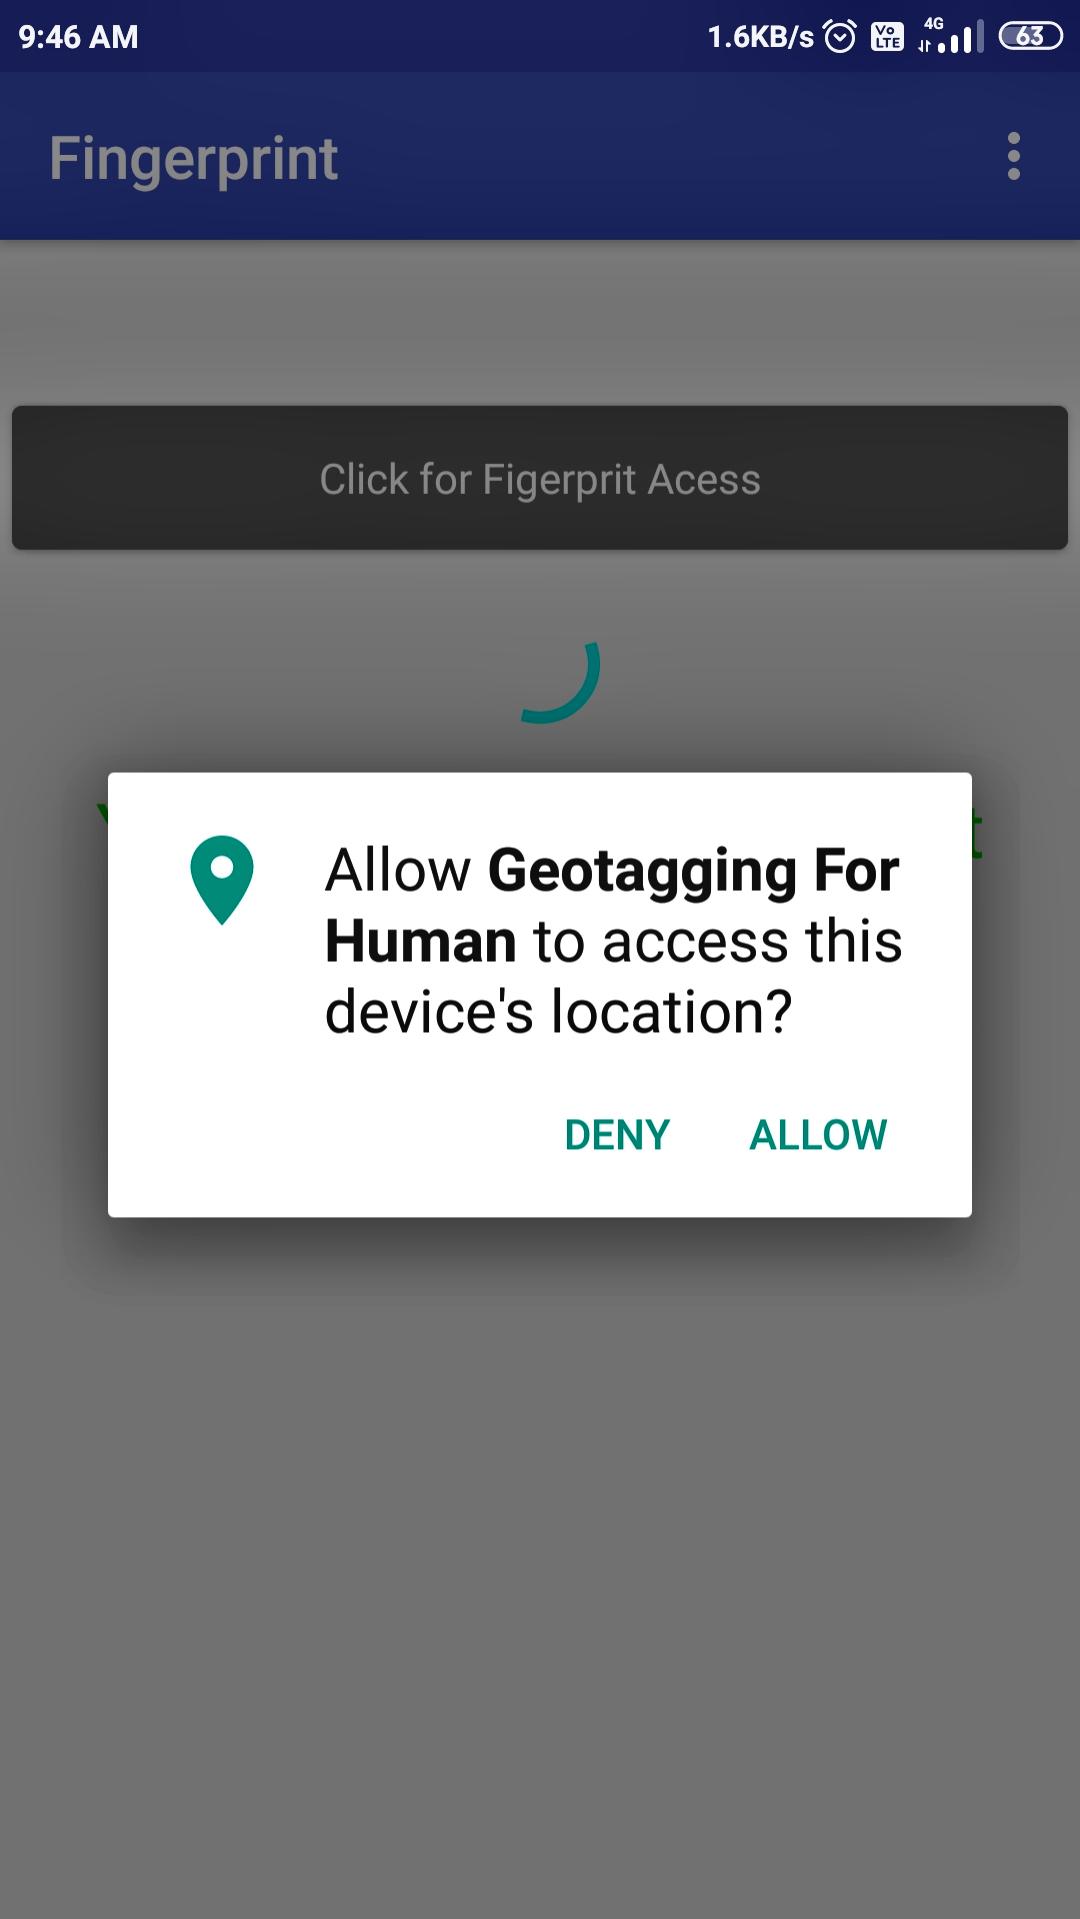 9:46 AM 1.6KB/s Vo LTE 4G 63
Fingerprint
Click for Figerprit Acess
Allow Geotagging For
Human to access this
device's location?
DENY ALLOW